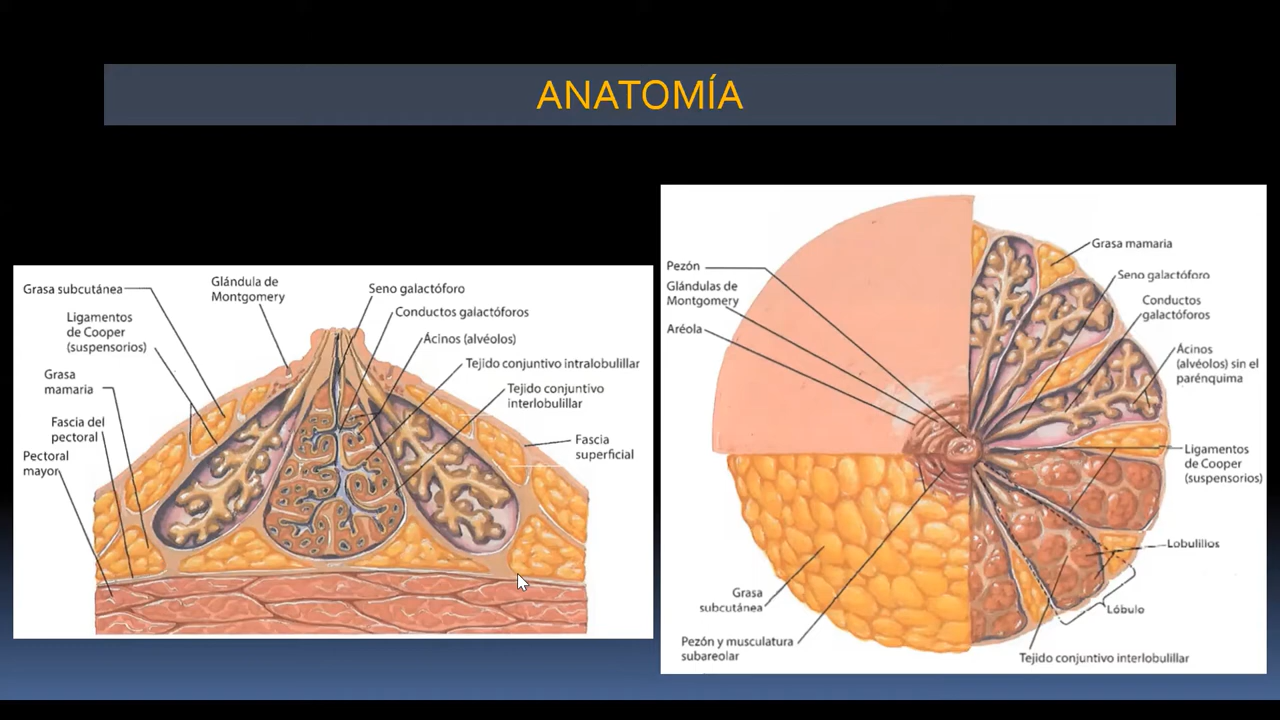 ANATOMÍA
Grasa subcutánea
Ligamentos
de Cooper
(suspensorios)
Grasa
mamaria
Fascia del
pectoral
Pectoral
mayor
Glándula de
Montgomery
Seno galactóforo
Conductos galactóforos
Ácinos (alvéolos)
Tejido conjuntivo intralobulillar
Tejido conjuntivo
interlobulillar
Fascia
superficial
Pezón
Glándulas de
Montgomery
Aréola
Grasa
subcutánea
Pezón y musculatura
subareolar
Grasa mamaria
Seno galactóforo
Conductos
galactóforos
Ácinos
(alvéolos) sin el
parénquima
Ligamentos
de Cooper
(suspensorios)
Lobulillos
Lóbulo
Tejido conjuntivo interlobulillar